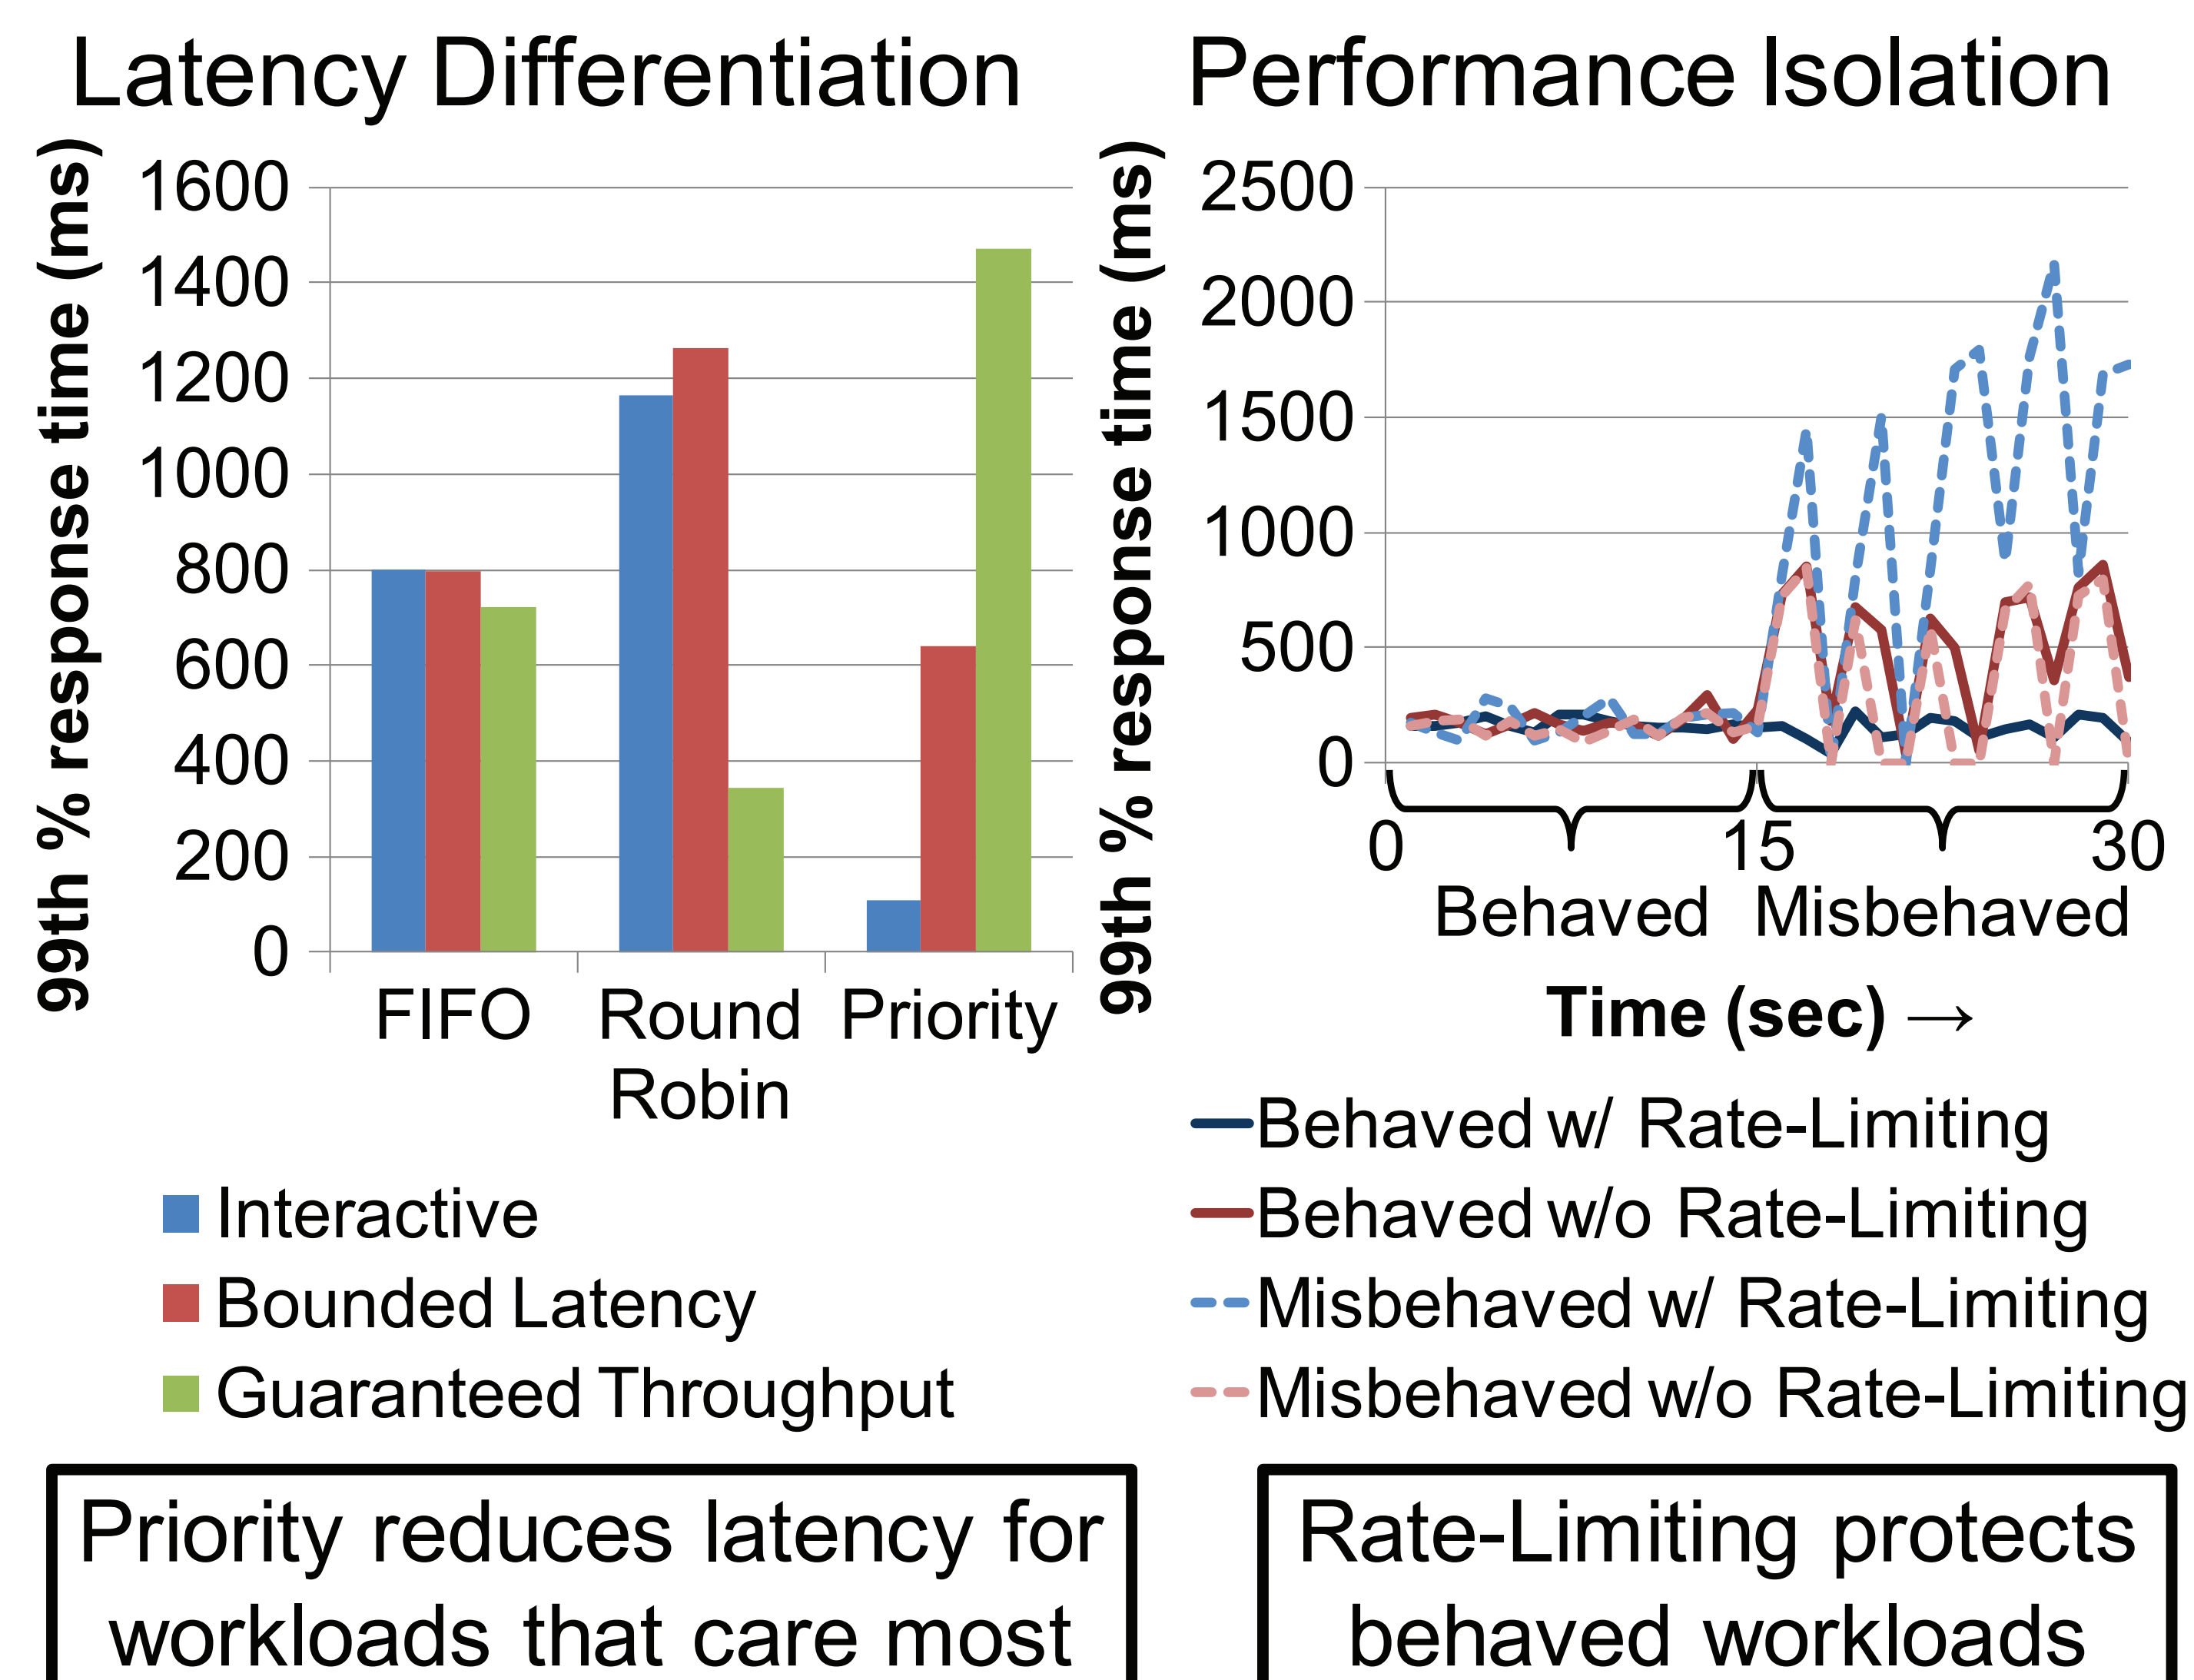 Latency Differentiation
99th % response time (ms)
1600
1400
1200
1000
800
600
400
200
0
FIFO
Round
Robin
Priority
Interactive
Bounded Latency
Guaranteed Throughput
Priority reduces latency for
workloads that care most
Performance Isolation
99th % response time (ms)
2500
2000
1500
1000
500
0
0 15 30
Behaved Misbehaved
Time (sec) →
Behaved w/ Rate-Limiting
Behaved w/o Rate-Limiting
Misbehaved w/ Rate-Limiting
Misbehaved w/o Rate-Limiting
Rate-Limiting protects
behaved workloads